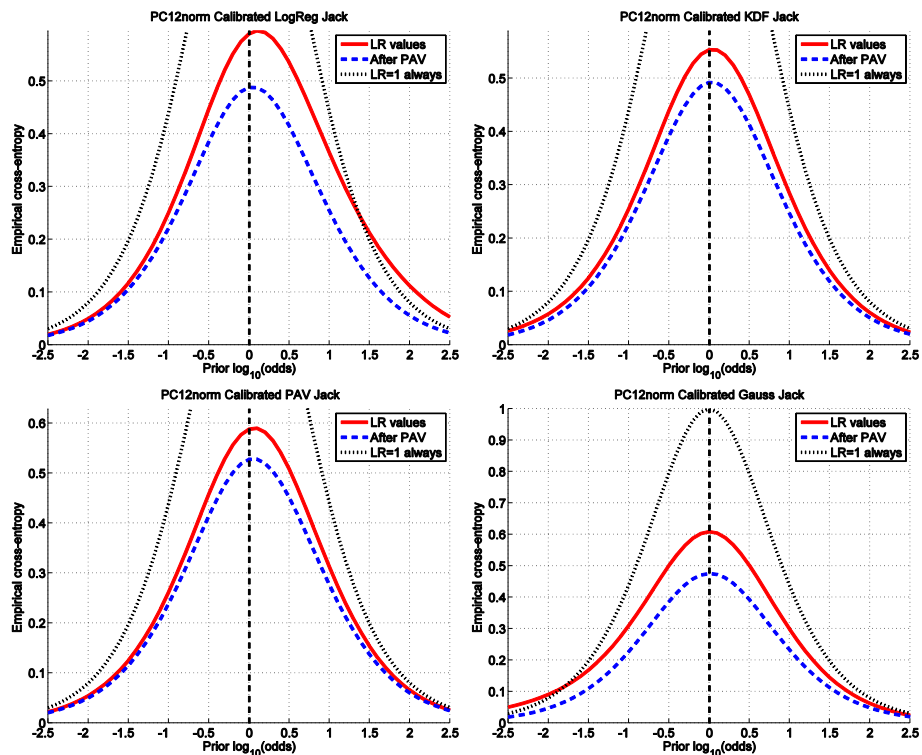 PC12norm Calibrated LogReg Jack
LR values
After PAV
LR=1 always
0.5
0.4
0.3
0.2
0.1
0
Empirical cross-entropy
-2.5 -2 -1.5 -1 -0.5 0 0.5 1 1.5 2 2.5
Prior log10(odds)
PC12norm Calibrated KDF Jack
LR values
After PAV
LR=1 always
0.5
0.4
0.3
0.2
0.1
0
Empirical cross-entropy
-2.5 -2 -1.5 -1 -0.5 0 0.5 1 1.5 2 2.5
Prior log10(odds)
PC12norm Calibrated PAV Jack
LR values
After PAV
LR=1 always
0.6
0.5
0.4
0.3
0.2
0.1
0
Empirical cross-entropy
-2.5 -2 -1.5 -1 -0.5 0 0.5 1 1.5 2 2.5
Prior log10(odds)
PC12norm Calibrated Gauss Jack
LR values
After PAV
LR=1 always
1
0.9
0.8
0.7
0.6
0.5
0.4
0.3
0.2
0.1
0
Empirical cross-entropy
-2.5 -2 -1.5 -1 -0.5 0 0.5 1 1.5 2 2.5
Prior log10(odds)